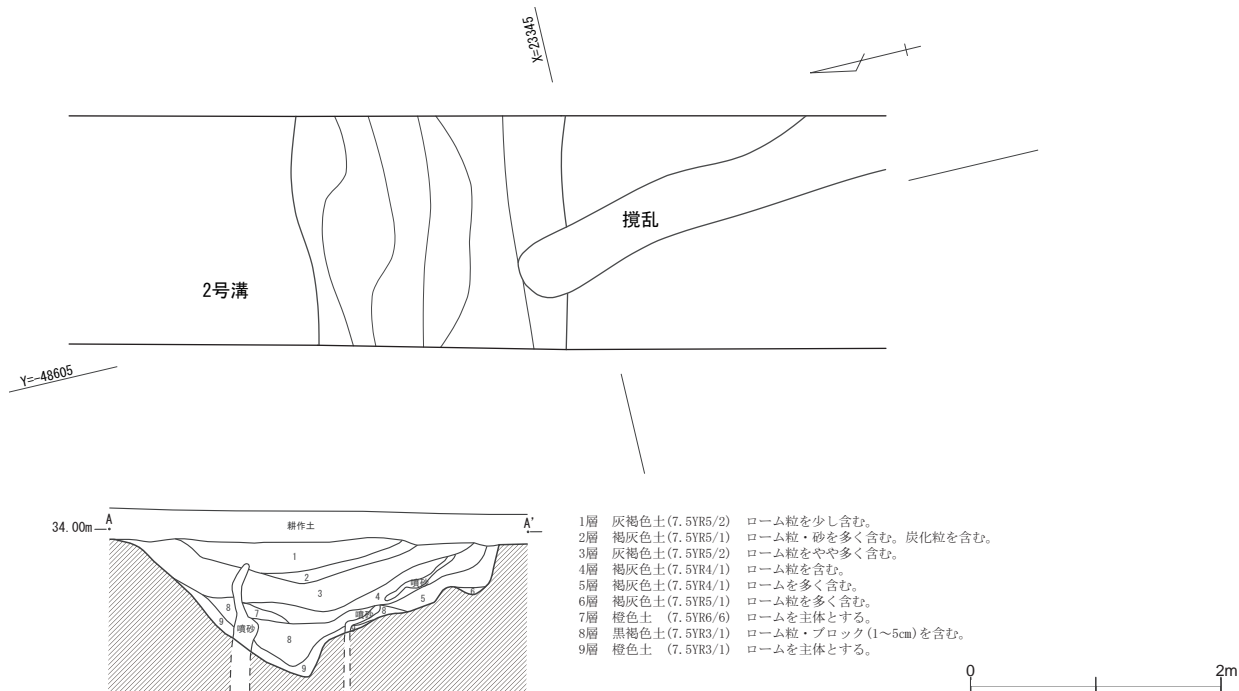 X=23345
撹乱
2号溝
Y=-48605
34.00m A A'
耕作土
1
2
3
4 噴砂
5
6
7
8
噴砂
8
噴砂
8
9
9
1層 灰褐色土(7.5YR5/2) ローム粒を少し含む。
2層 褐灰色土(7.5YR5/1) ローム粒・砂を多く含む。炭化粒を含む。
3層 灰褐色土(7.5YR5/2) ローム粒をやや多く含む。
4層 褐灰色土(7.5YR4/1) ローム粒を含む。
5層 褐灰色土(7.5YR4/1) ロームを多く含む。
6層 褐灰色土(7.5YR5/1) ローム粒を多く含む。
7層 橙色土 (7.5YR6/6) ロームを主体とする。
8層 黒褐色土(7.5YR3/1) ローム粒・ブロック(1〜5cm)を含む。
9層 橙色土 (7.5YR3/1) ロームを主体とする。
0 2m